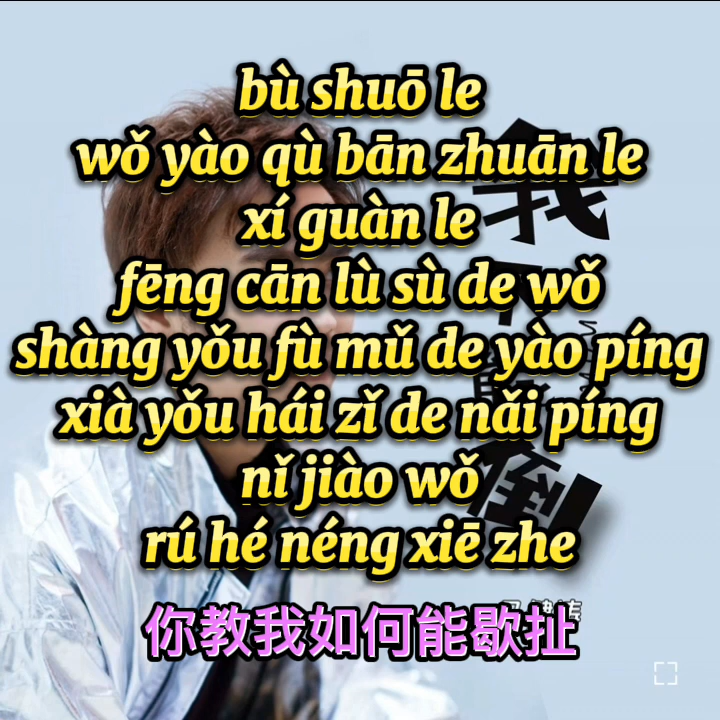 bù shuō le
wǒ yào qù bān zhuān le
xí guàn le
fēng cān lù sù de wǒ
shàng yǒu fù mǔ de yào píng
xià yǒu hái zǐ de nǎi píng
nǐ jiào wǒ
rú hé néng xiē zhe
你教我如何能歇扯
我
倒